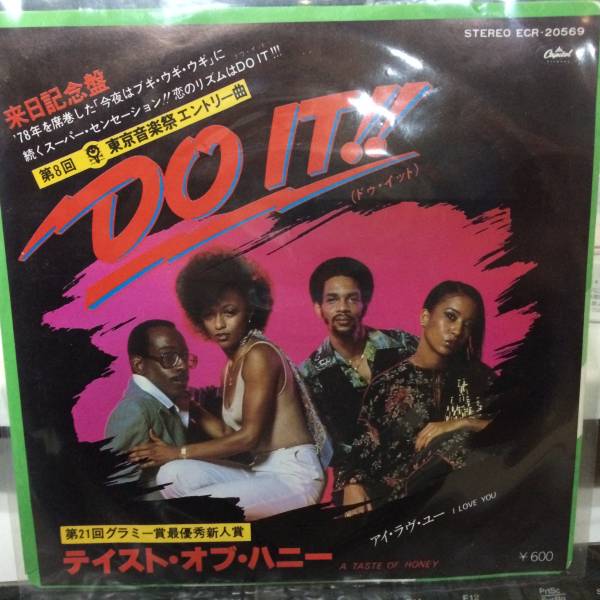 STEREO ECR-20569
Capitol
来日記念盤
'78年を席巻した「今夜はブギ・ウギ・ウギ」に
続くスーパー・センセーション!! 恋のリズムはDO IT!!!
第8回 東京音楽祭エントリー曲
DO IT!!!
(ドゥ・イット)
アイ・ラヴ・ユー I LOVE YOU
第21回グラミー賞最優秀新人賞
テイスト・オブ・ハニー
A TASTE OF HONEY
¥600
F12
PrtSc